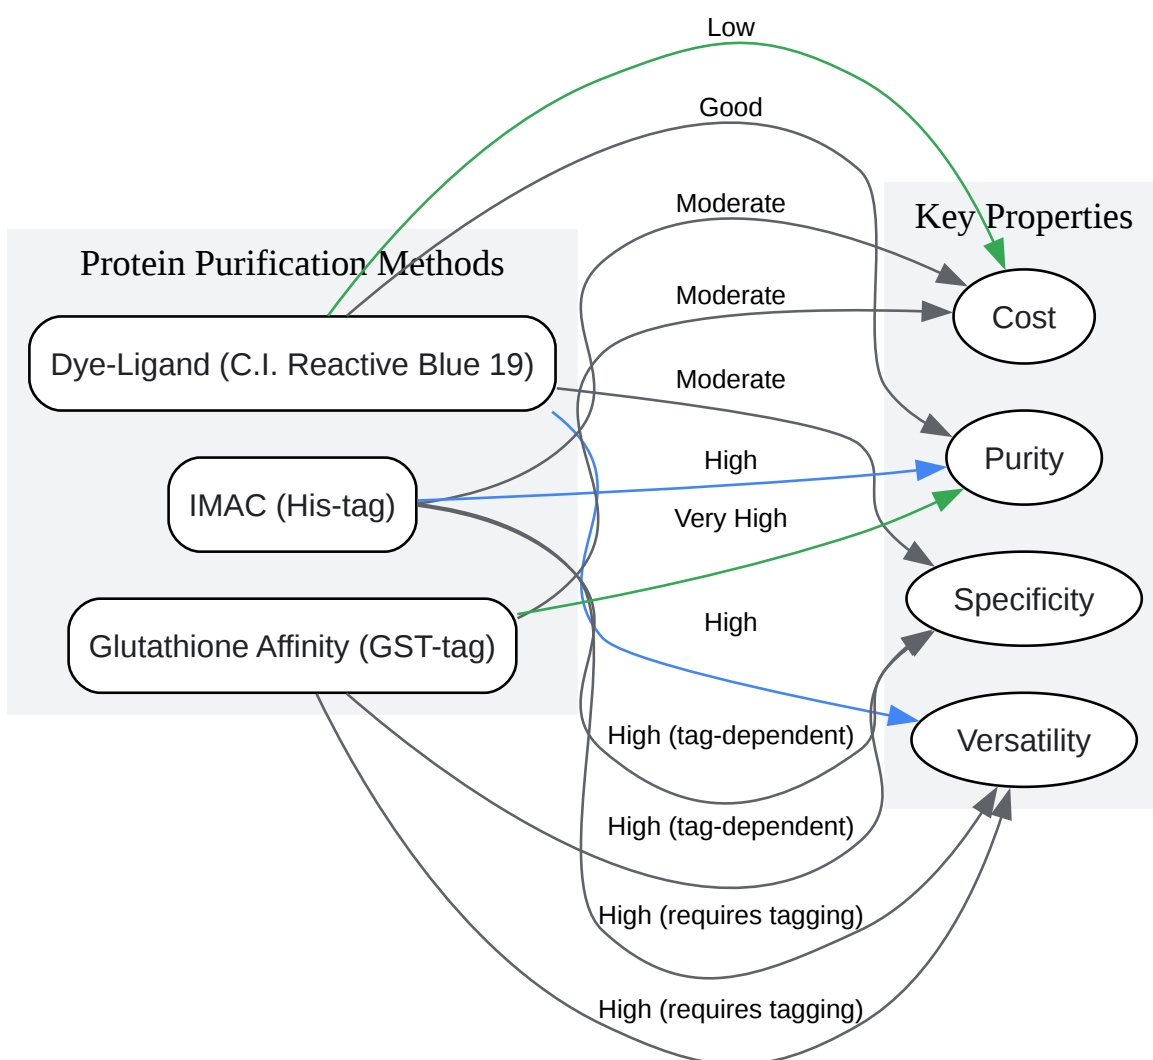 Low
Good
Moderate
Key Properties
Protein Purification Methods
Moderate
Cost
Dye-Ligand (C.I. Reactive Blue 19)
Moderate
High
Purity
IMAC (His-tag)
Very High
Specificity
High
Glutathione Affinity (GST-tag)
High (tag-dependent)
Versatility
High (tag-dependent)
High (requires tagging)
High (requires tagging)